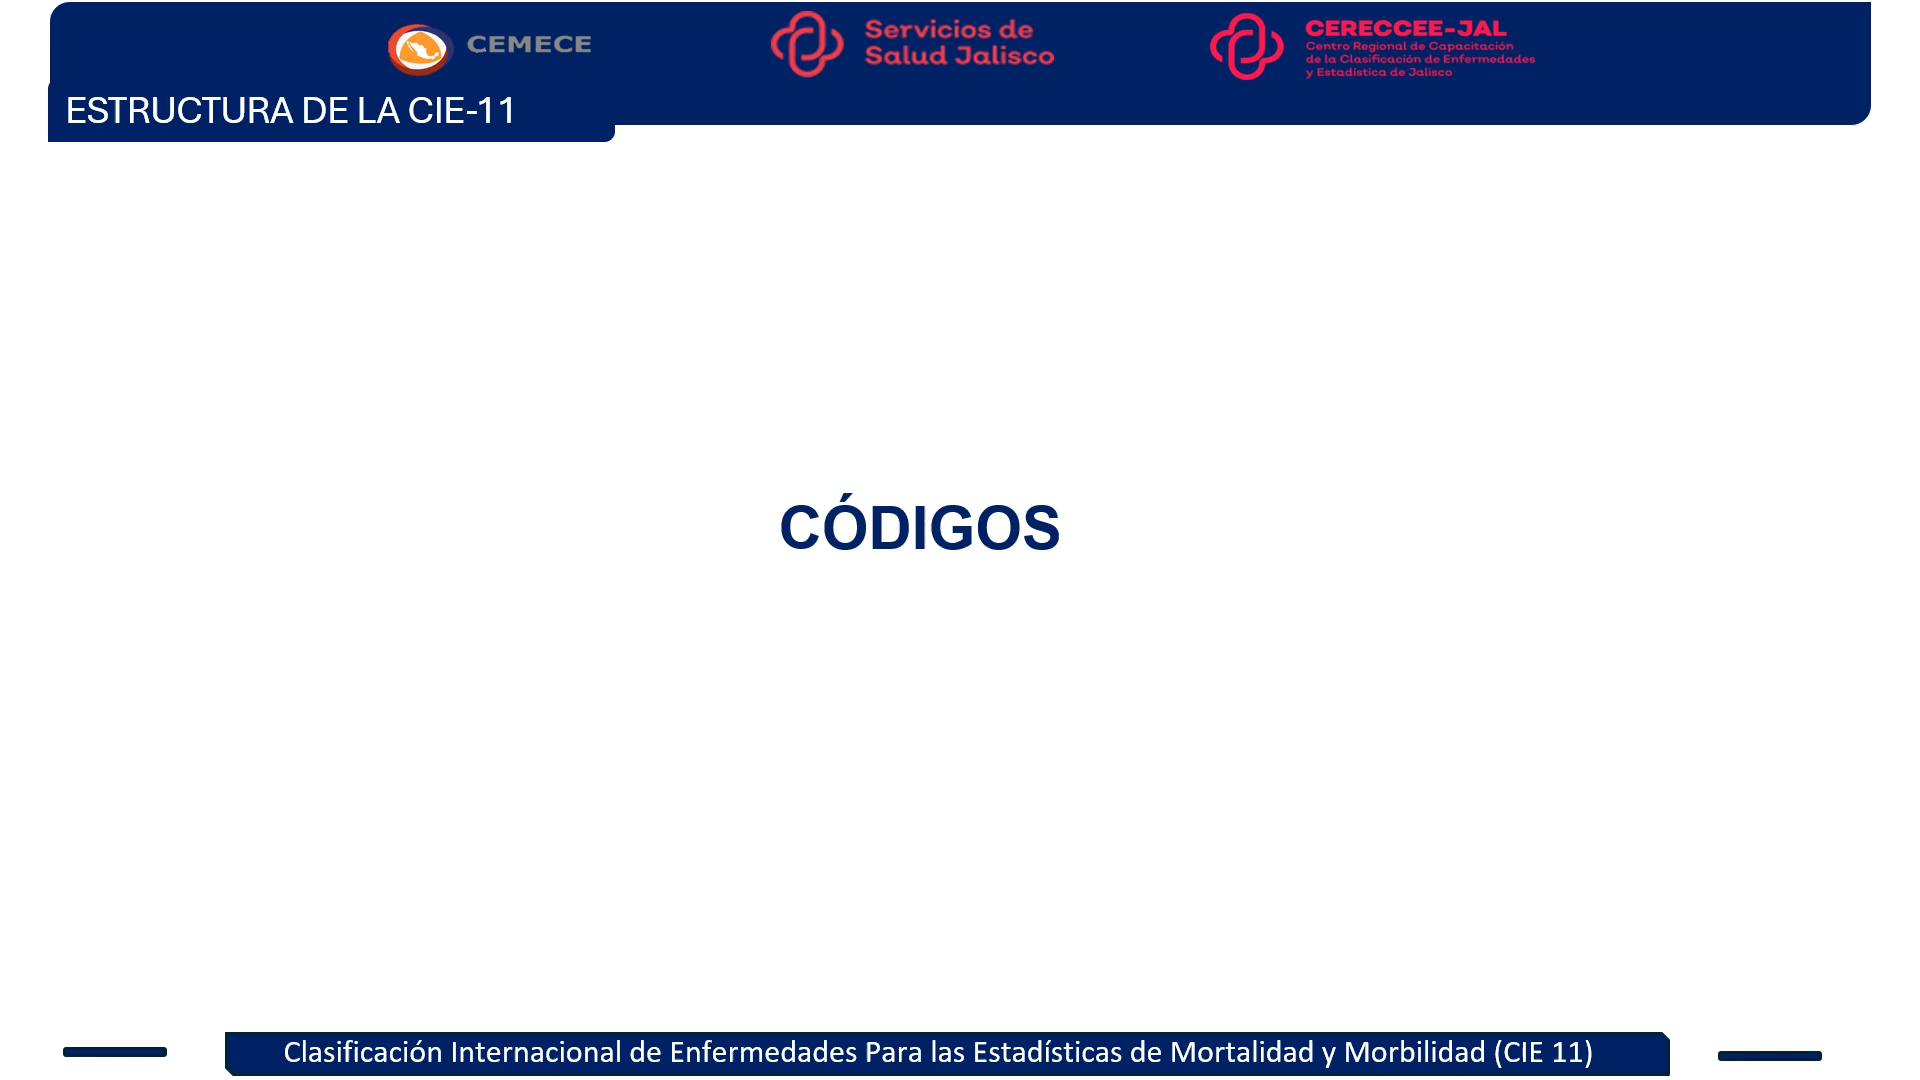 CEMECE
Servicios de
Salud Jalisco
CERECCEE-JAL
Centro Regional de Capacitación
de la Clasificación de Enfermedades
y Estadística de Jalisco
ESTRUCTURA DE LA CIE-11
CÓDIGOS
Clasificación Internacional de Enfermedades Para las Estadísticas de Mortalidad y Morbilidad (CIE 11)